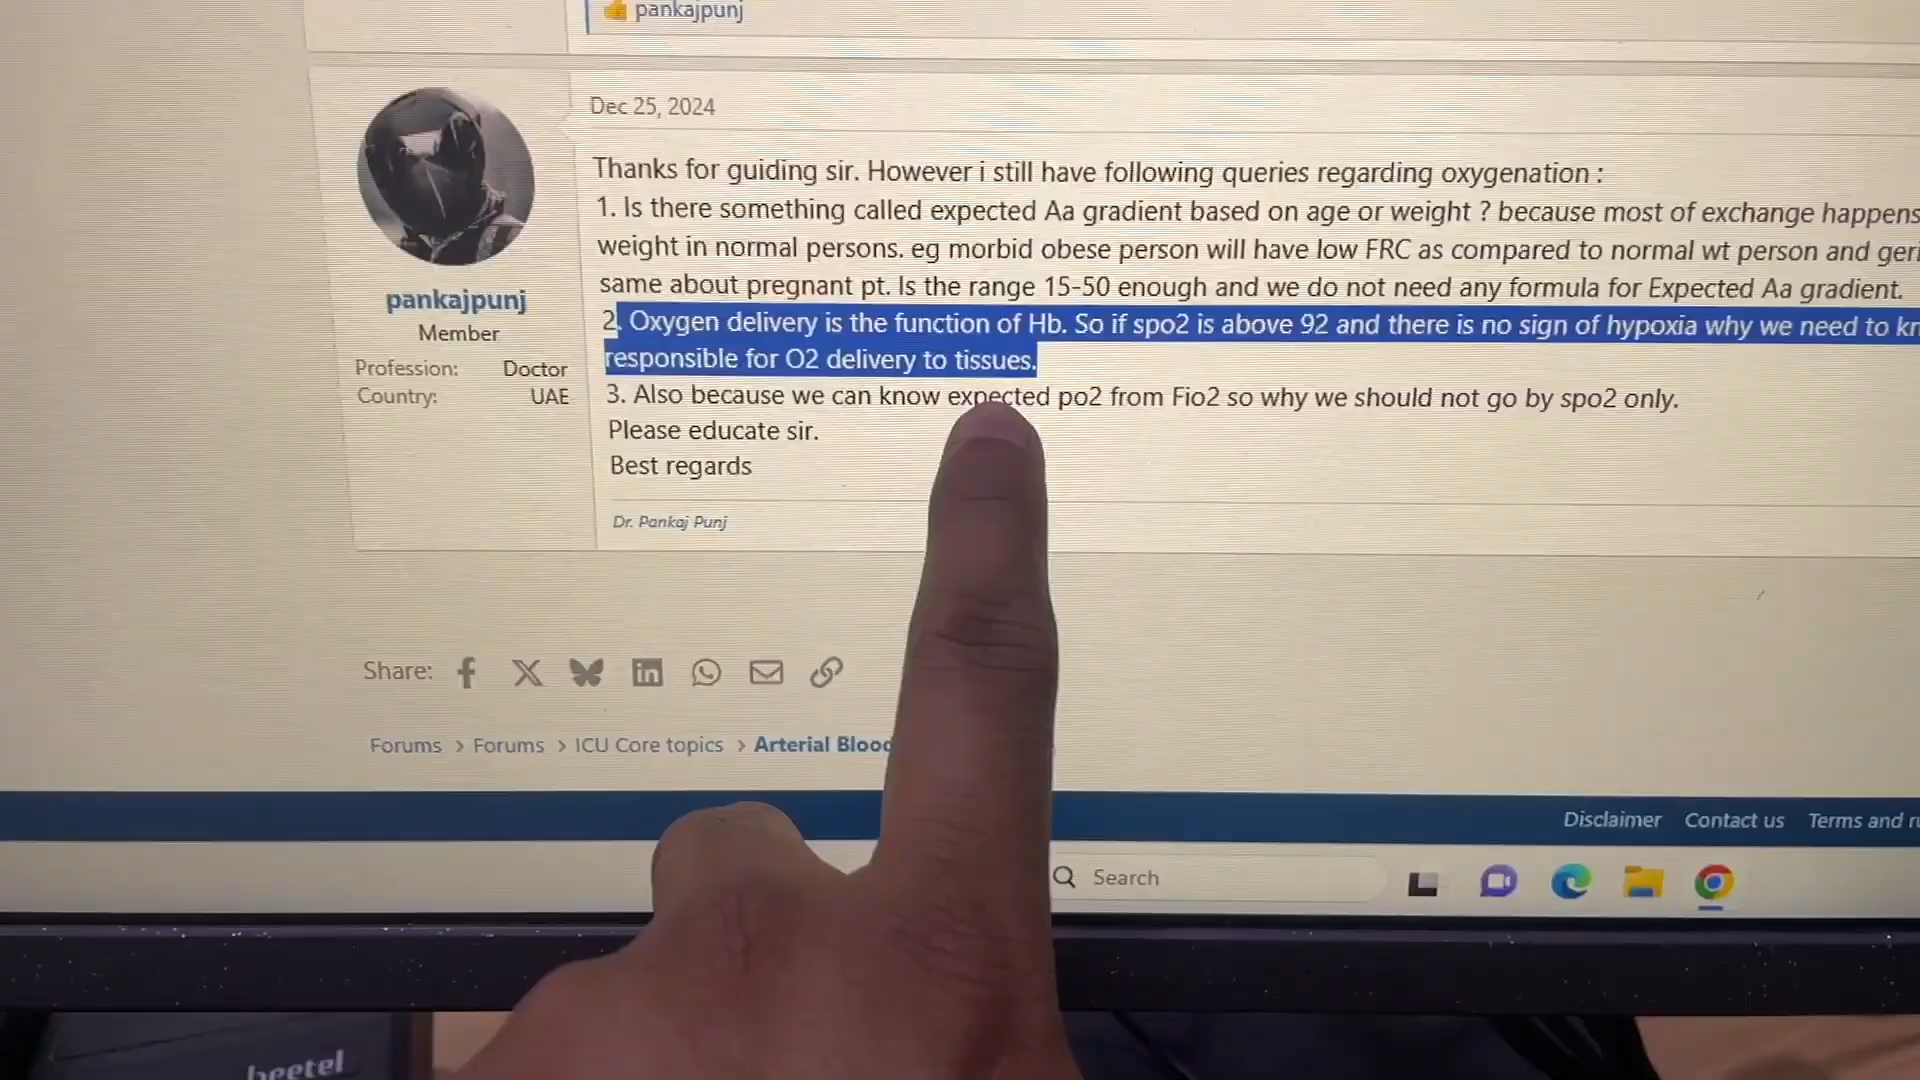 pankajpunj
Dec 25, 2024
Thanks for guiding sir. However i still have following queries regarding oxygenation :
1. Is there something called expected Aa gradient based on age or weight ? because most of exchange happens
weight in normal persons. eg morbid obese person will have low FRC as compared to normal wt person and geri
same about pregnant pt. Is the range 15-50 enough and we do not need any formula for Expected Aa gradient.
2. Oxygen delivery is the function of Hb. So if spo2 is above 92 and there is no sign of hypoxia why we need to kn
responsible for O2 delivery to tissues.
3. Also because we can know expected po2 from Fio2 so why we should not go by spo2 only.
Please educate sir.
Best regards
Dr. Pankaj Punj
pankajpunj
Member
Profession: Doctor
Country: UAE
Share:
Forums > Forums > ICU Core topics > Arterial Blood
Disclaimer Contact us Terms and ru
Search
beetel